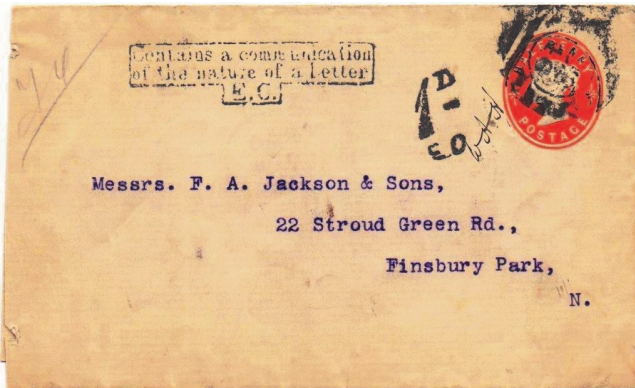 Contains a communication
of the nature of a Letter
E.C.
1D
E.O
POSTAGE
Messrs. F. A. Jackson & Sons,
22 Stroud Green Rd.,
Finsbury Park,
N.